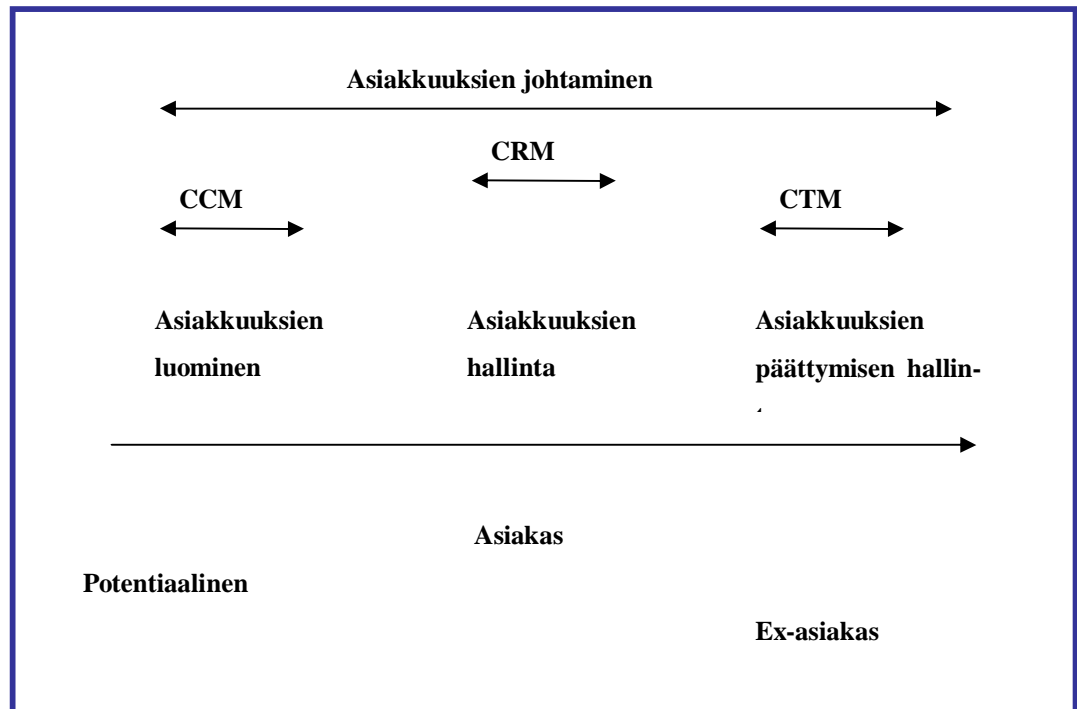 Asiakkuuksien johtaminen
CRM
CCM
CTM
Asiakkuuksien
luominen
Asiakkuuksien
hallinta
Asiakkuuksien
päättymisen hallin-
Asiakas
Potentiaalinen
Ex-asiakas